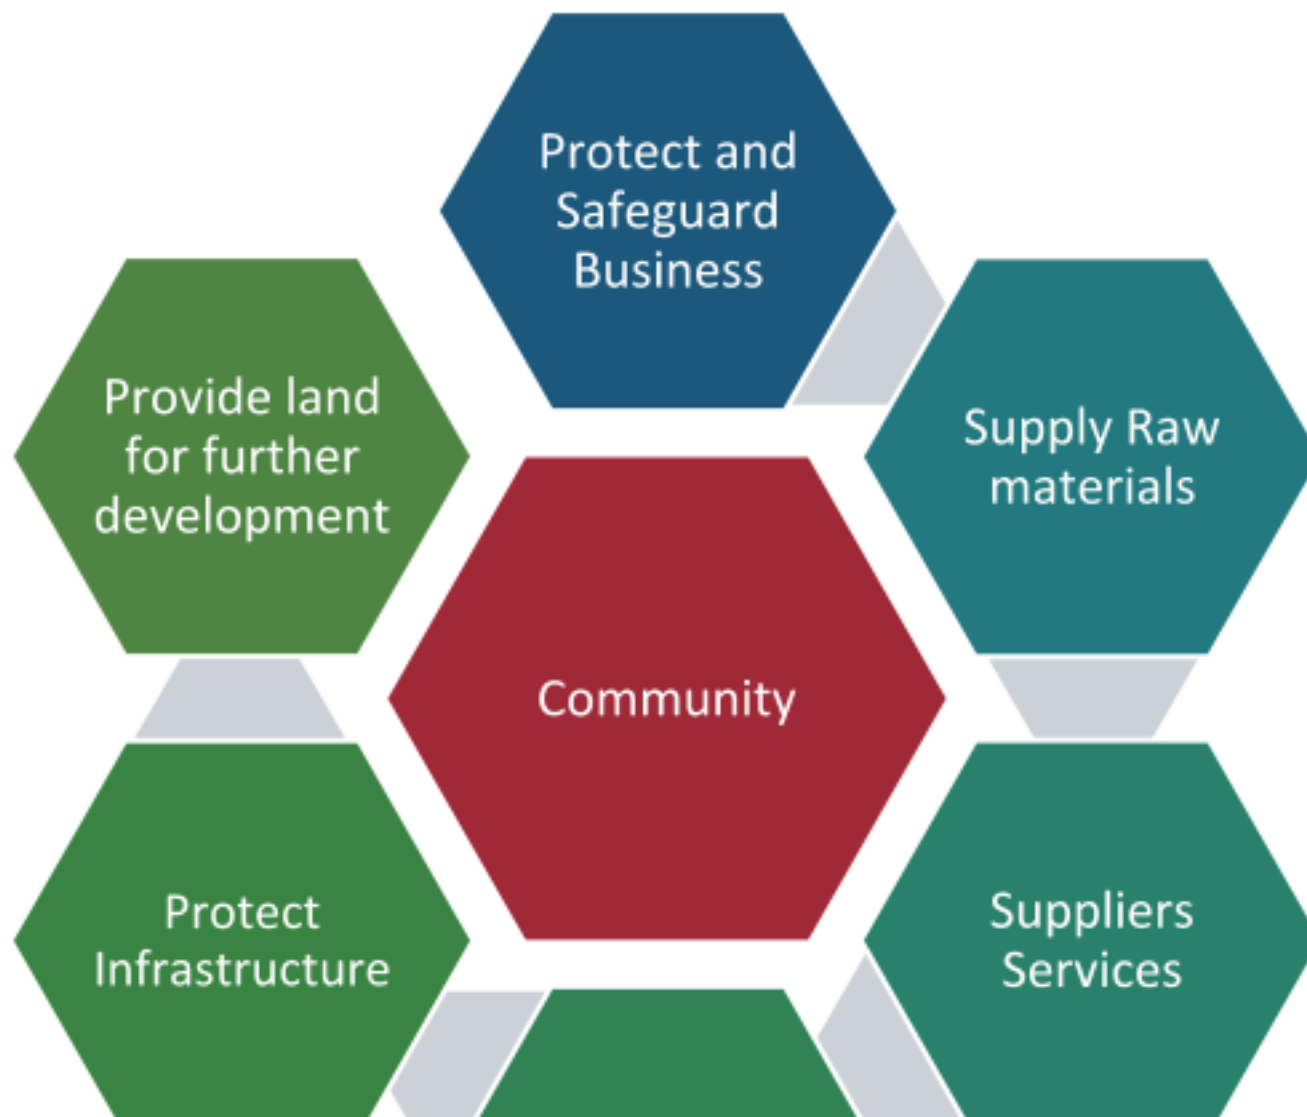 Protect and
Safeguard
Business
Provide land
for further
development
Supply Raw
materials
Community
Protect
Infrastructure
Suppliers
Services